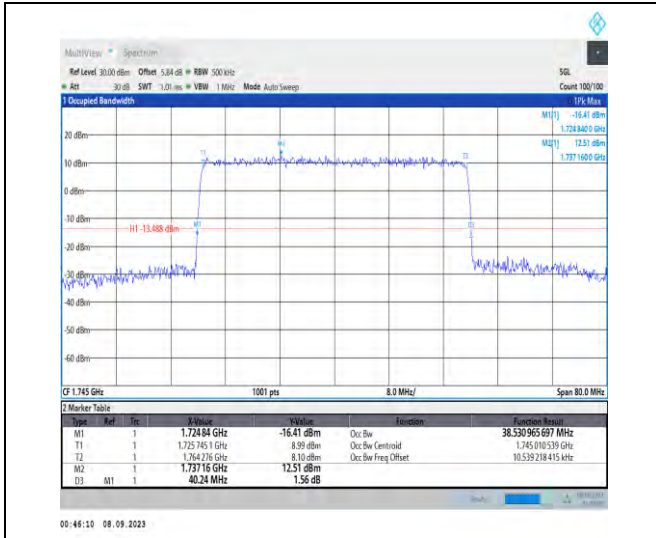 MultiView Spectrum
Ref Level 30.00 dBm Offset 5.84 dB RBW 500 kHz SGL
Att 30 dB SWT 1.01 ms VBW 1 MHz Mode Auto Sweep Count 100/100
1 Occupied Bandwidth 1Pk Max
M1[1] -16.41 dBm
1.724 840 0 GHz
M2[1] 12.51 dBm
1.737 160 0 GHz
20 dBm
M2
T1 T2
10 dBm
0 dBm
-10 dBm
M1 D3
H1 -13.488 dBm
-20 dBm
-30 dBm
-40 dBm
-50 dBm
-60 dBm
CF 1.745 GHz 1001 pts 8.0 MHz/ Span 80.0 MHz
2 Marker Table
Type Ref Trc X-Value Y-Value Function Function Result
M1 1 1.724 84 GHz -16.41 dBm Occ Bw 38.530 965 697 MHz
T1 1 1.725 745 1 GHz 8.99 dBm Occ Bw Centroid 1.745 010 539 GHz
T2 1 1.764 276 GHz 8.10 dBm Occ Bw Freq Offset 10.539 218 415 kHz
M2 1 1.737 16 GHz 12.51 dBm
D3 M1 1 40.24 MHz 1.56 dB
00:46:10 08.09.2023